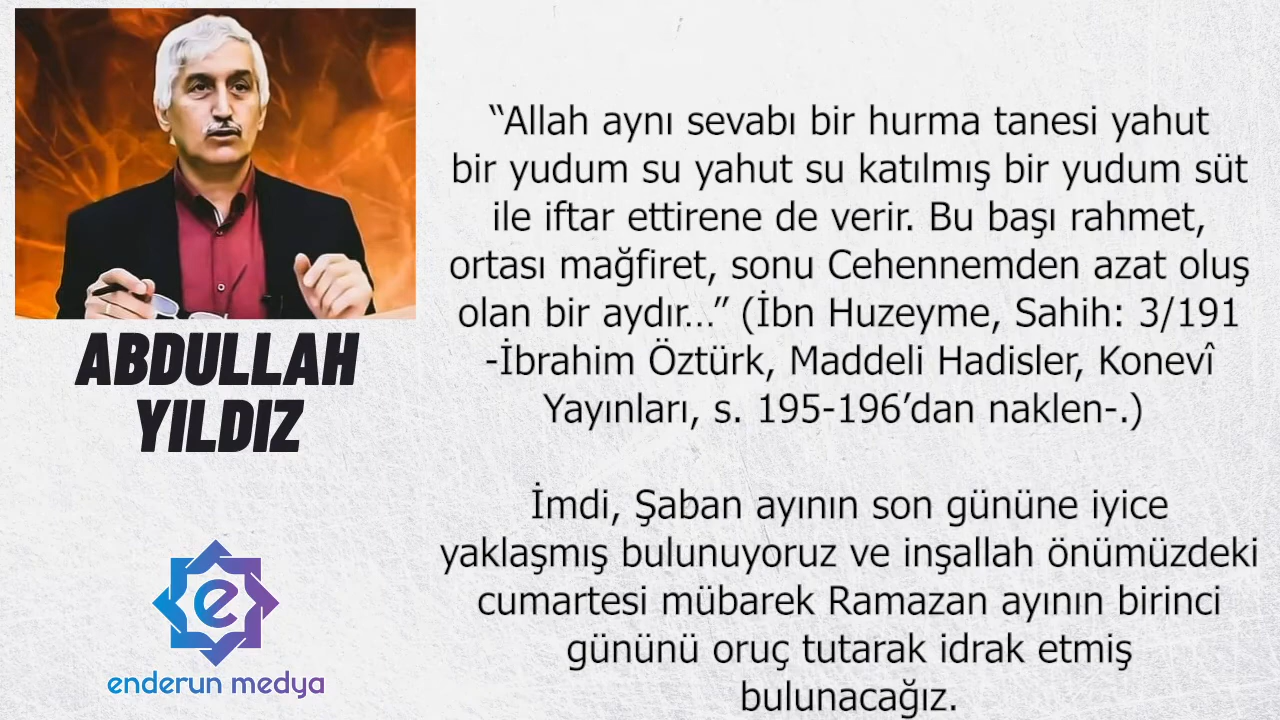 ABDULLAH
YILDIZ
enderun medya
“Allah aynı sevabı bir hurma tanesi yahut
bir yudum su yahut su katılmış bir yudum süt
ile iftar ettirene de verir. Bu başı rahmet,
ortası mağfiret, sonu Cehennemden azat oluş
olan bir aydır…” (İbn Huzeyme, Sahih: 3/191
-İbrahim Öztürk, Maddeli Hadisler, Konevî
Yayınları, s. 195-196’dan naklen-.)
İmdi, Şaban ayının son gününe iyice
yaklaşmış bulunuyoruz ve inşallah önümüzdeki
cumartesi mübarek Ramazan ayının birinci
gününü oruç tutarak idrak etmiş
bulunacağız.